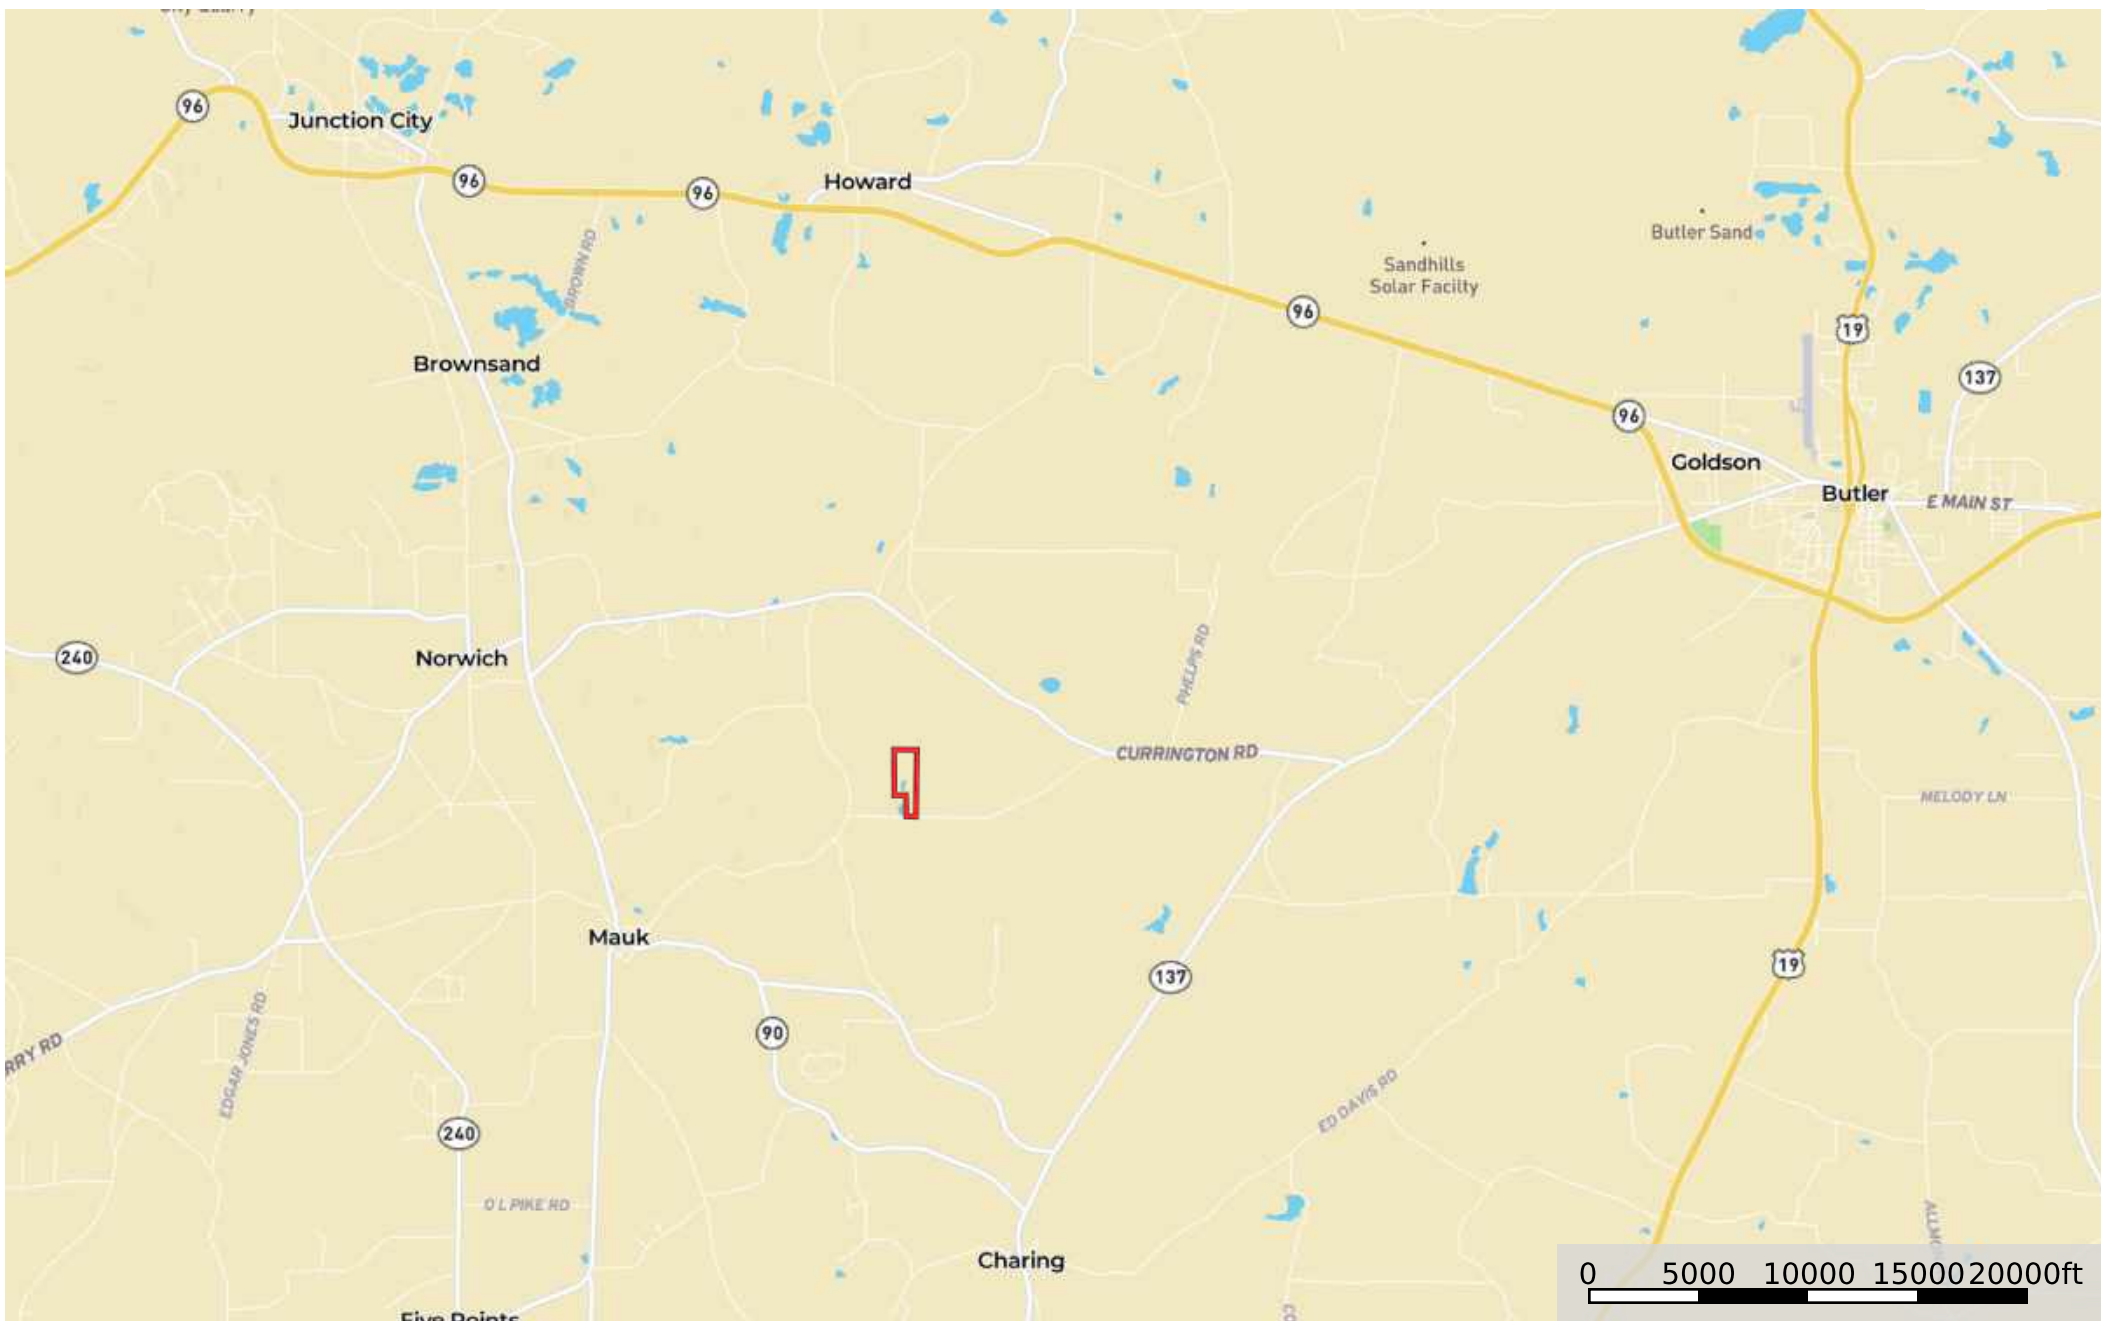 96
Junction City
96
96
Howard
Butler Sand
Sandhills
Solar Facilty
BROWN RD
96
19
Brownsand
137
96
Goldson
Butler
E MAIN ST
240
Norwich
PHELPS RD
CURRINGTON RD
MELODY LN
Mauk
137
19
90
EDGAR JONES RD
RRY RD
ED DAVIS RD
240
O L PIKE RD
Charing
Five Points
0 5000 10000 15000 20000ft